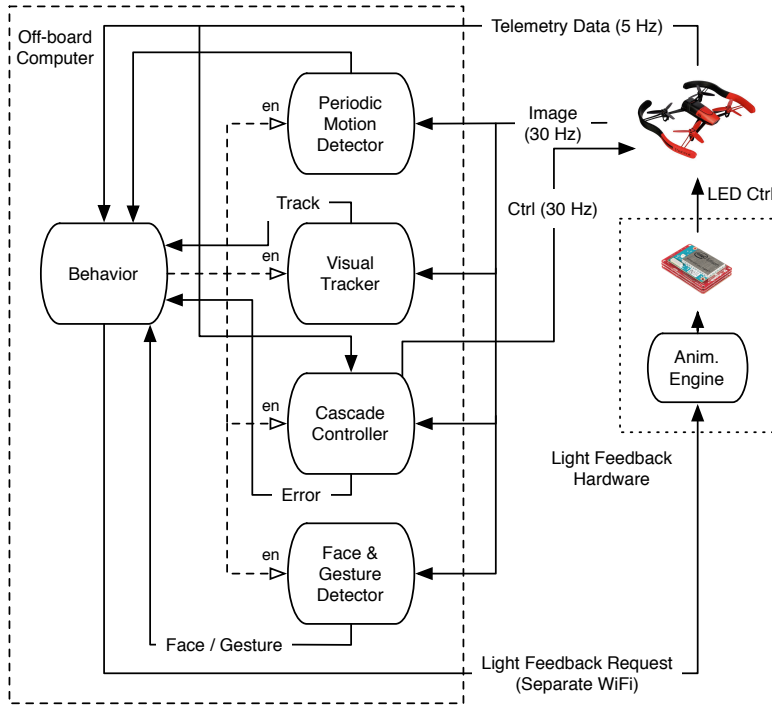 Off-board
Computer
Telemetry Data (5 Hz)
en
Periodic
Motion
Detector
Image
(30 Hz)
Ctrl (30 Hz)
LED Ctrl
Track
Behavior
en
Visual
Tracker
Anim.
Engine
en
Cascade
Controller
Light Feedback
Hardware
Error
en
Face &
Gesture
Detector
Face / Gesture
Light Feedback Request
(Separate WiFi)